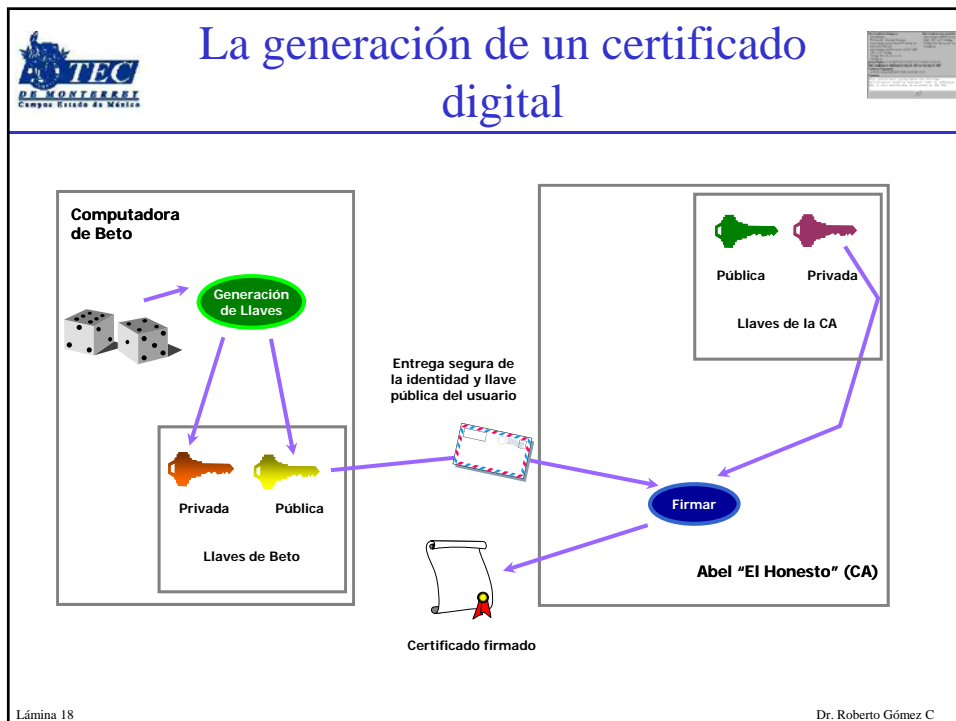 La generación de un certificado
digital
TEC
DE MONTERREY
Campus Estado de México
Computadora
de Beto
Generación
de Llaves
Privada
Pública
Llaves de Beto
Entrega segura de
la identidad y llave
pública del usuario
Certificado firmado
Pública
Privada
Llaves de la CA
Firmar
Abel “El Honesto” (CA)
Lámina 18
Dr. Roberto Gómez C